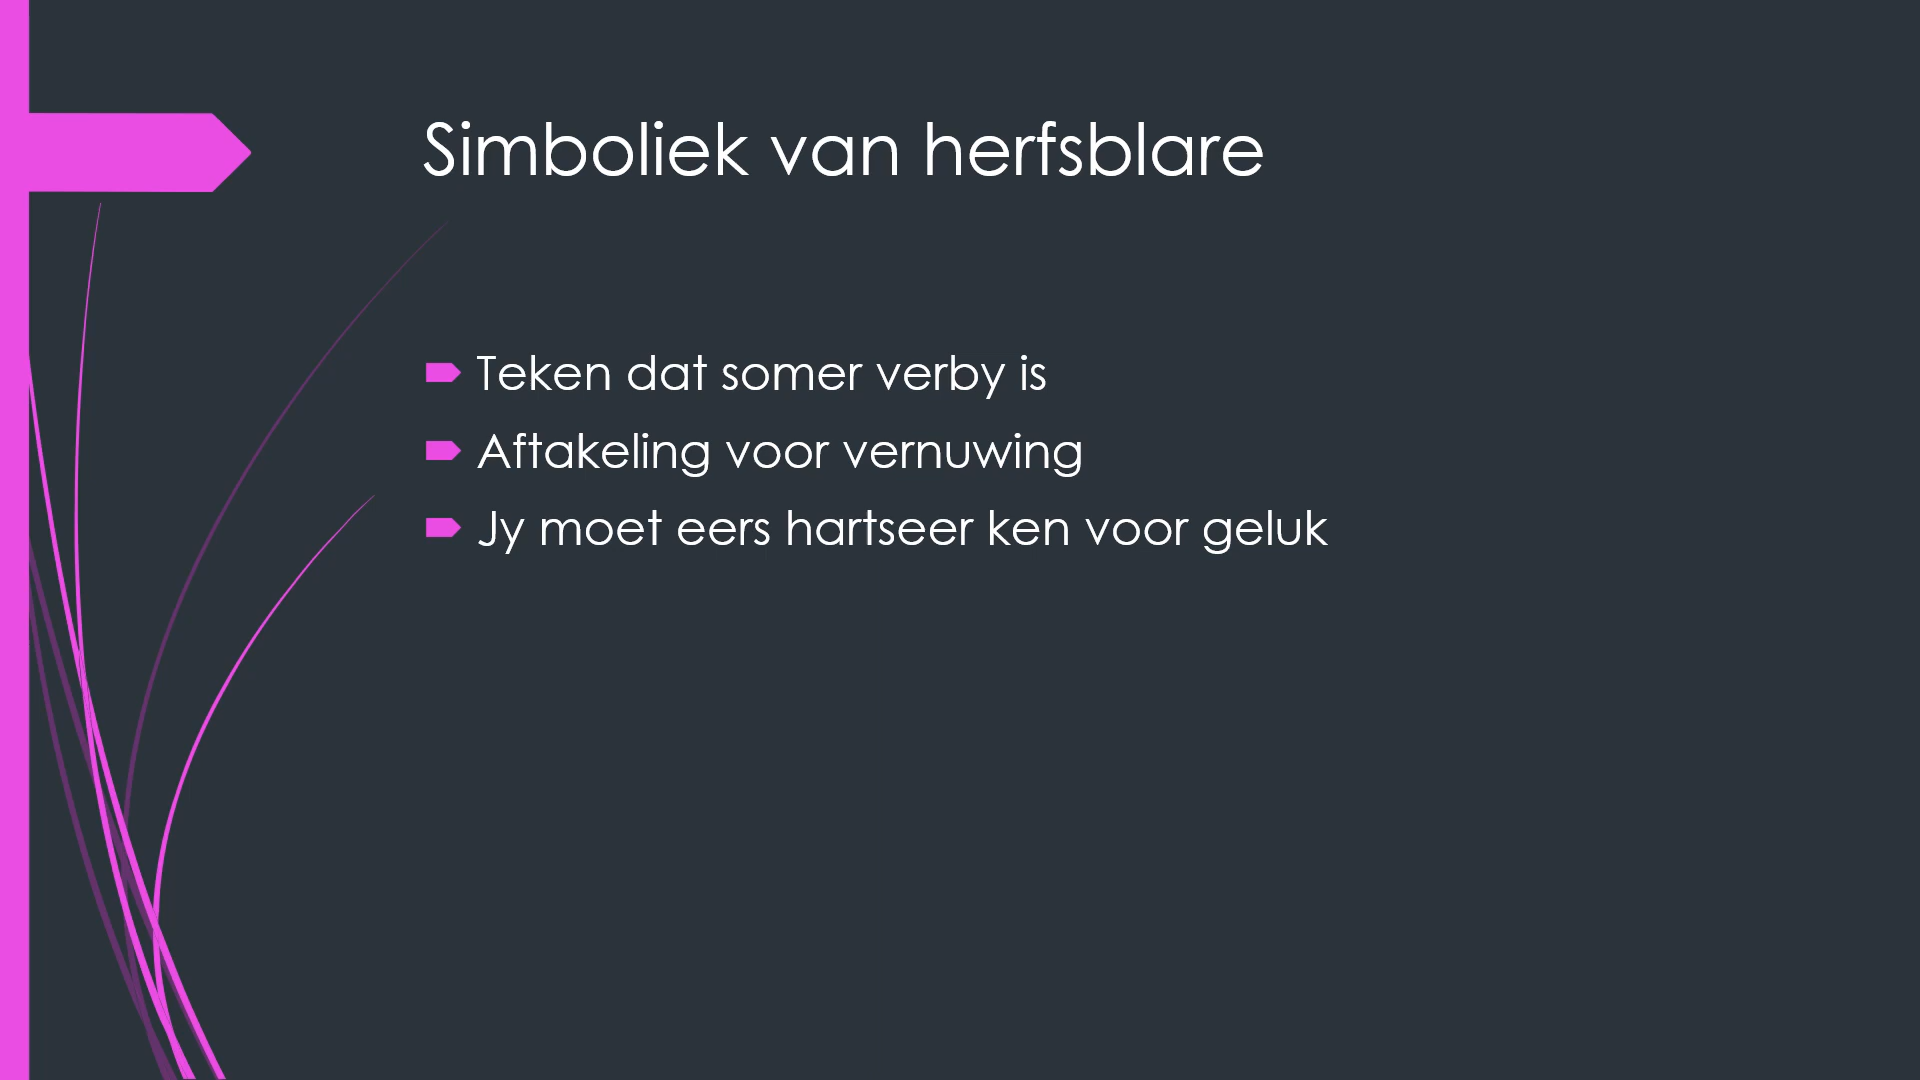 Simboliek van herfsblare
Teken dat somer verby is
Aftakeling voor vernuwing
Jy moet eers hartseer ken voor geluk